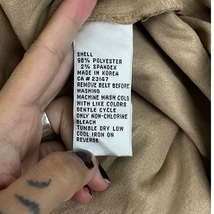 SHELL
98% POLYESTER
2% SPANDEX
MADE IN KOREA
CA # 23147
REMOVE BELT BEFORE
WASHING
MACHINE WASH COLD
WITH LIKE COLORS
GENTLE CYCLE
ONLY NON-CHLORINE
BLEACH
TUMBLE DRY LOW
COOL IRON ON
REVERSE